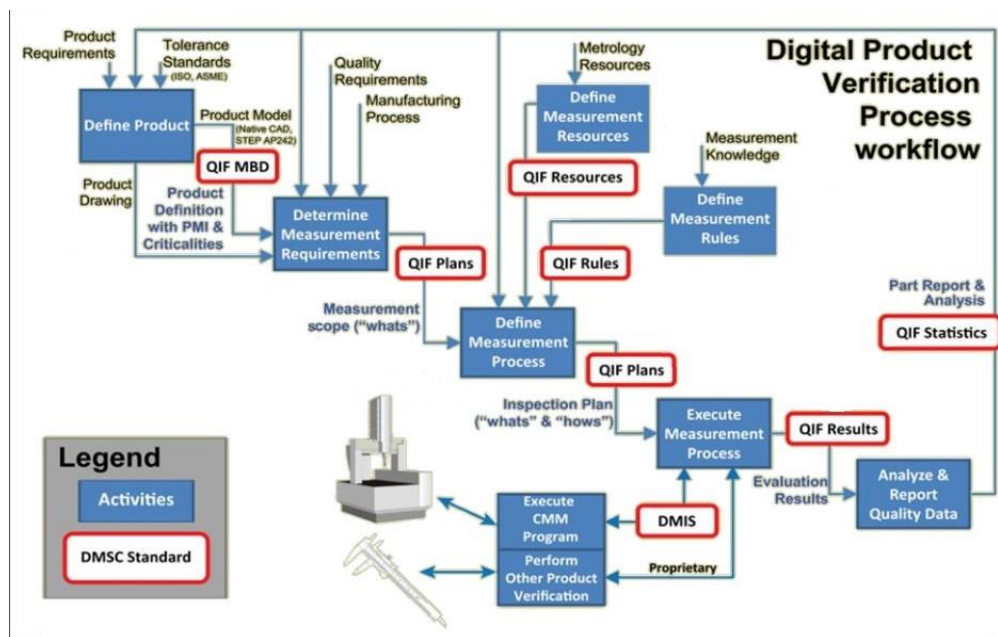 Digital Product
Verification
Process
workflow
Product
Requirements
Tolerance
Standards
(ISO, ASME)
Define Product
Product Model
(Native CAD,
STEP AP242)
QIF MBD
Product
Drawing
Product
Definition
with PMI &
Criticalities
Quality
Requirements
Manufacturing
Process
Determine
Measurement
Requirements
QIF Plans
Measurement
scope (“whats”)
Metrology
Resources
Define
Measurement
Resources
QIF Resources
Measurement
Knowledge
Define
Measurement
Rules
QIF Rules
Define
Measurement
Process
QIF Plans
Inspection Plan
(“whats” & “hows”)
Execute
Measurement
Process
QIF Results
Evaluation
Results
Analyze &
Report
Quality Data
Part Report &
Analysis
QIF Statistics
Execute
CMM
Program
DMIS
Perform
Other Product
Verification
Proprietary
Legend
Activities
DMSC Standard